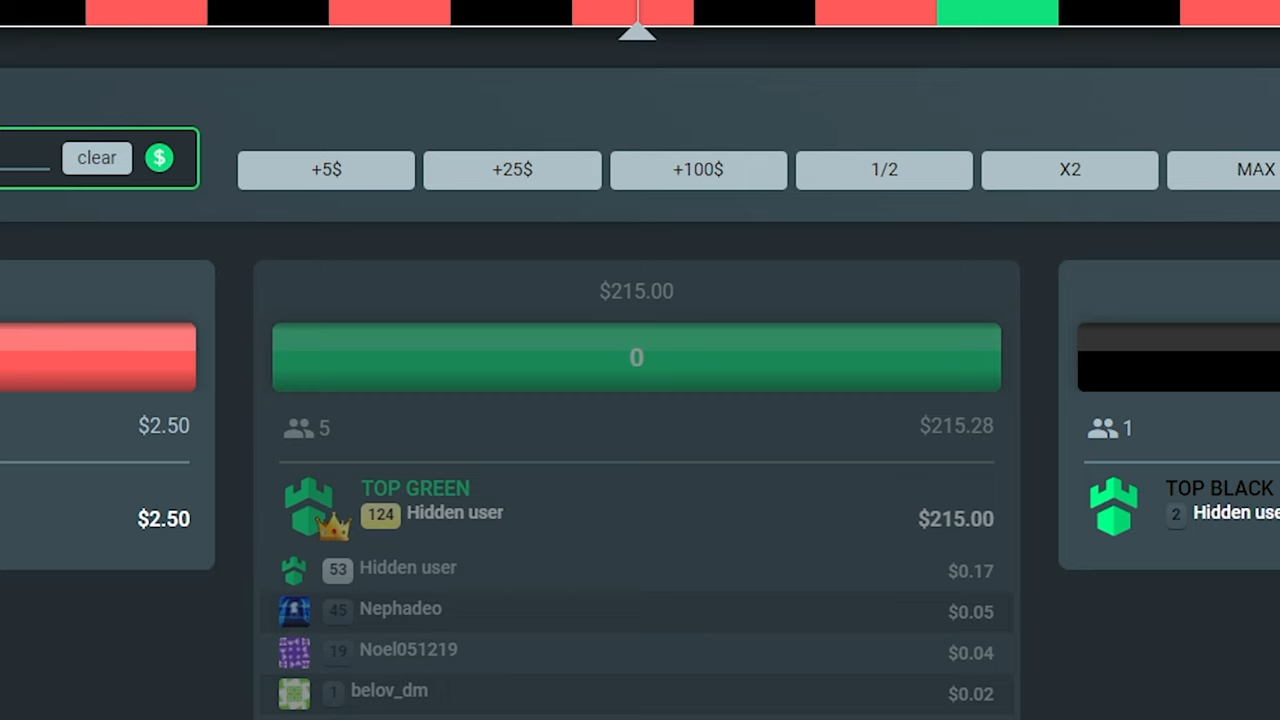 clear $
+5$ +25$ +100$ 1/2 X2 MAX
$215.00
0
$2.50
5 $215.28
1
$2.50
TOP GREEN
124 Hidden user $215.00
53 Hidden user $0.17
45 Nephadeo $0.05
19 Noel051219 $0.04
1 belov_dm $0.02
TOP BLACK
2 Hidden use